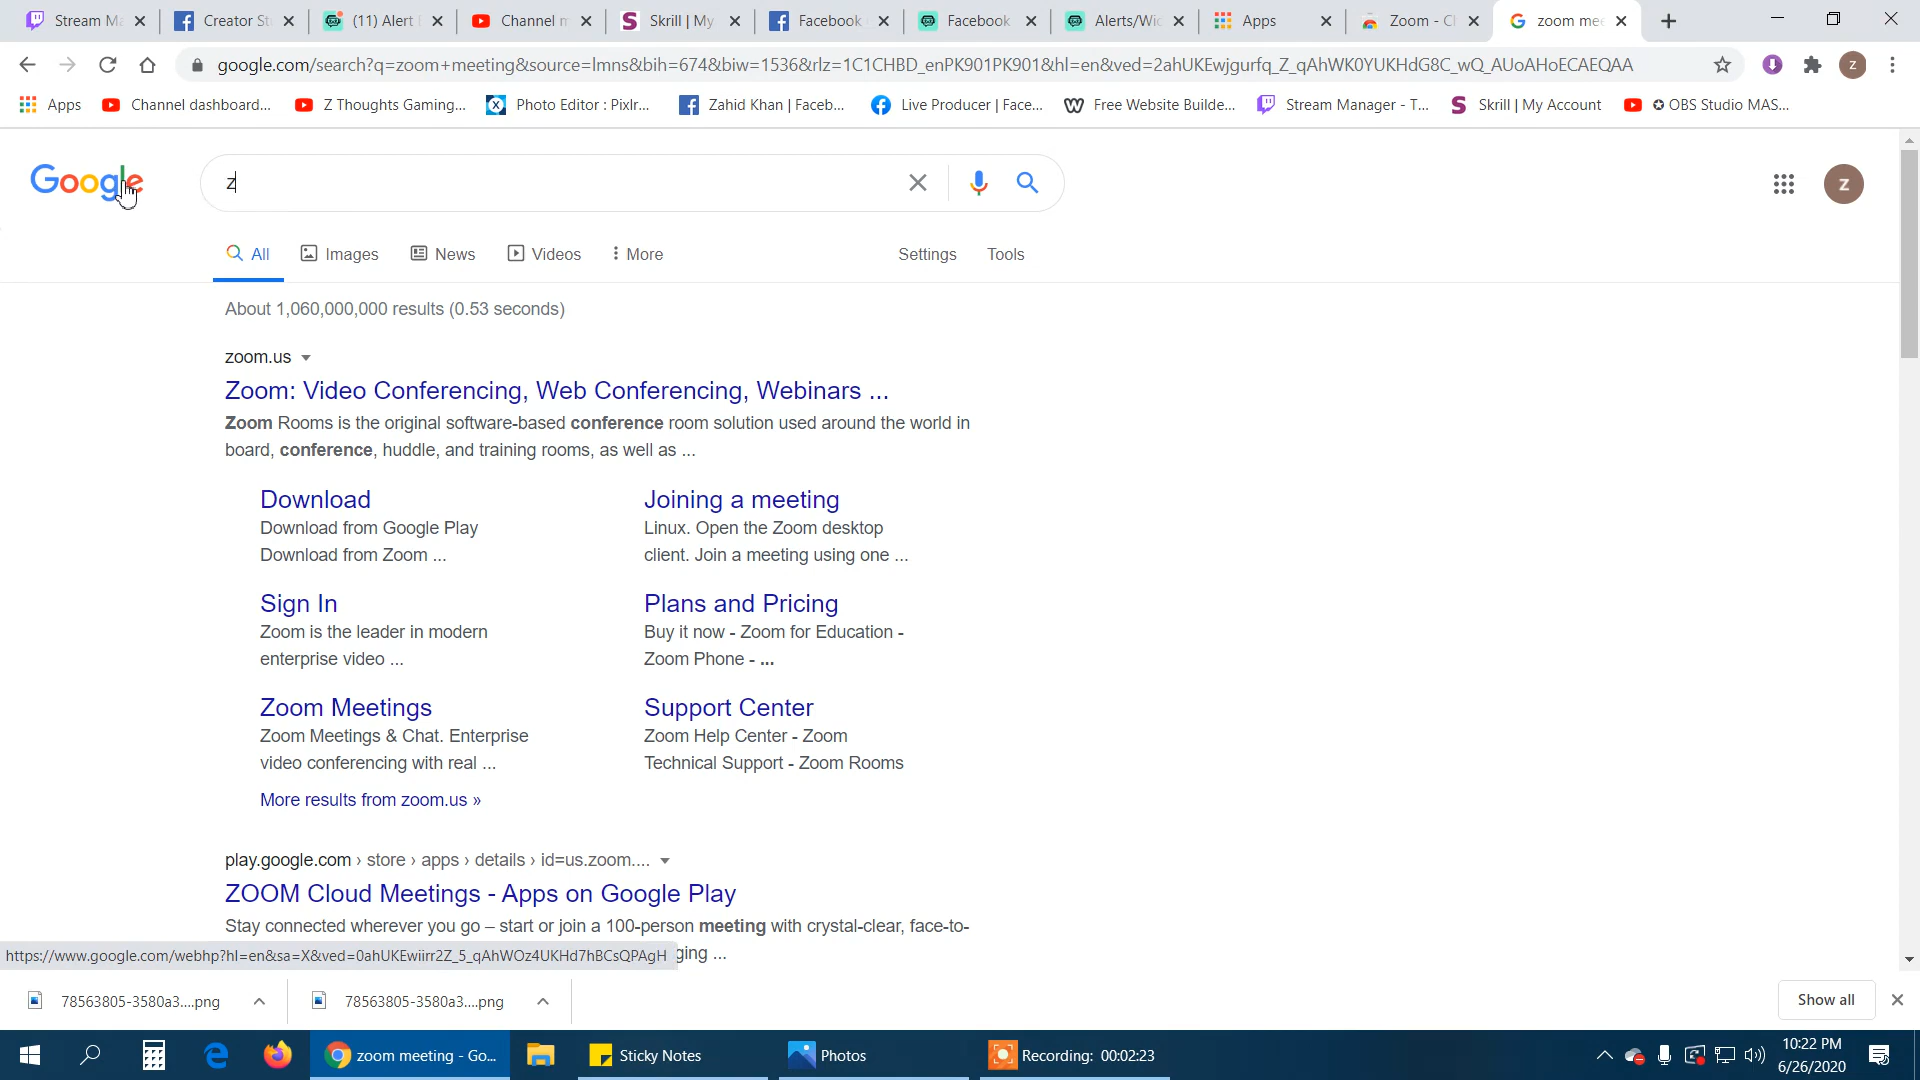 Stream Ma
Creator St
(11) Alert
Channel m
Skrill | My
Facebook
Facebook
Alerts/Wid
Apps
Zoom - Ch
zoom mee
google.com/search?q=zoom+meeting&source=lmns&bih=674&biw=1536&rlz=1C1CHBD_enPK901PK901&hl=en&ved=2ahUKEwjgurfq_Z_qAhWK0YUKHdG8C_wQ_AUoAHoECAEQAA
z
Apps
Channel dashboard...
Z Thoughts Gaming...
Photo Editor : Pixlr...
Zahid Khan | Faceb...
Live Producer | Face...
Free Website Builde...
Stream Manager - T...
Skrill | My Account
✪ OBS Studio MAS...
Google
z
z
All
Images
News
Videos
More
Settings
Tools
About 1,060,000,000 results (0.53 seconds)
zoom.us
Zoom: Video Conferencing, Web Conferencing, Webinars ...
Zoom Rooms is the original software-based conference room solution used around the world in
board, conference, huddle, and training rooms, as well as ...
Download
Download from Google Play
Download from Zoom ...
Joining a meeting
Linux. Open the Zoom desktop
client. Join a meeting using one ...
Sign In
Zoom is the leader in modern
enterprise video ...
Plans and Pricing
Buy it now - Zoom for Education -
Zoom Phone - ...
Zoom Meetings
Zoom Meetings & Chat. Enterprise
video conferencing with real ...
Support Center
Zoom Help Center - Zoom
Technical Support - Zoom Rooms
More results from zoom.us »
play.google.com › store › apps › details › id=us.zoom....
ZOOM Cloud Meetings - Apps on Google Play
Stay connected wherever you go – start or join a 100-person meeting with crystal-clear, face-to-
ging ...
https://www.google.com/webhp?hl=en&sa=X&ved=0ahUKEwiirr2Z_5_qAhWOz4UKHd7hBCsQPAgH
78563805-3580a3....png
78563805-3580a3....png
Show all
zoom meeting - Go...
Sticky Notes
Photos
Recording: 00:02:23
10:22 PM
6/26/2020